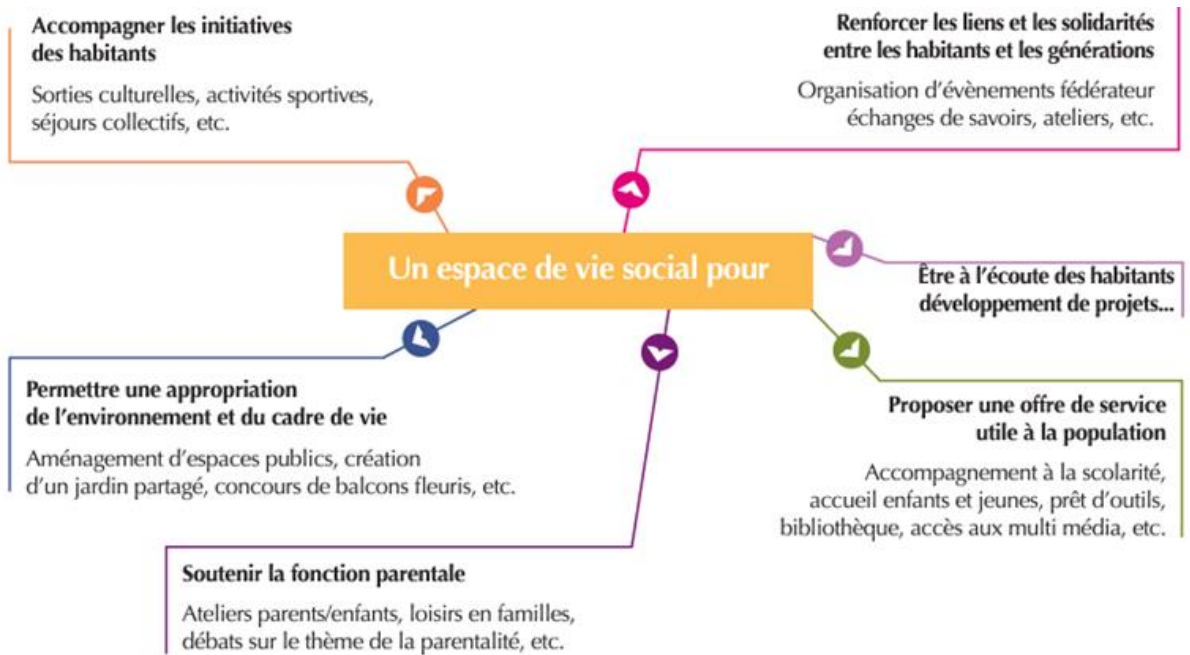 Accompagner les initiatives
des habitants
Sorties culturelles, activités sportives,
séjours collectifs, etc.
Renforcer les liens et les solidarités
entre les habitants et les générations
Organisation d'évènements fédérateur
échanges de savoirs, ateliers, etc.
Un espace de vie social pour
Être à l'écoute des habitants
développement de projets...
Permettre une appropriation
de l'environnement et du cadre de vie
Aménagement d'espaces publics, création
d'un jardin partagé, concours de balcons fleuris, etc.
Proposer une offre de service
utile à la population
Accompagnement à la scolarité,
accueil enfants et jeunes, prêt d'outils,
bibliothèque, accès aux multi média, etc.
Soutenir la fonction parentale
Ateliers parents/enfants, loisirs en familles,
débats sur le thème de la parentalité, etc.